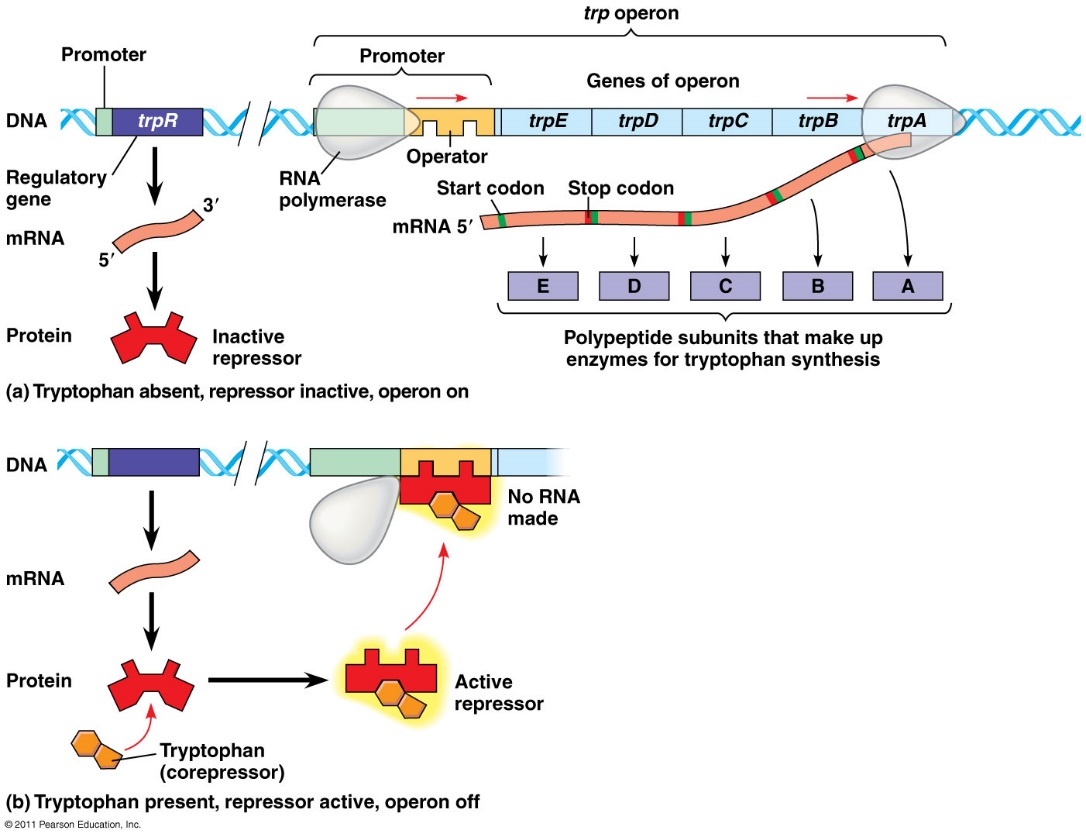 trp operon
Promoter
Promoter
Genes of operon
DNA
trpR
trpE
trpD
trpC
trpB
trpA
Operator
Regulatory
gene
RNA
polymerase
Start codon
Stop codon
3′
mRNA
5′
mRNA 5′
E
D
C
B
A
Protein
Inactive
repressor
Polypeptide subunits that make up
enzymes for tryptophan synthesis
(a) Tryptophan absent, repressor inactive, operon on
DNA
No RNA
made
mRNA
Protein
Active
repressor
Tryptophan
(corepressor)
(b) Tryptophan present, repressor active, operon off
© 2011 Pearson Education, Inc.